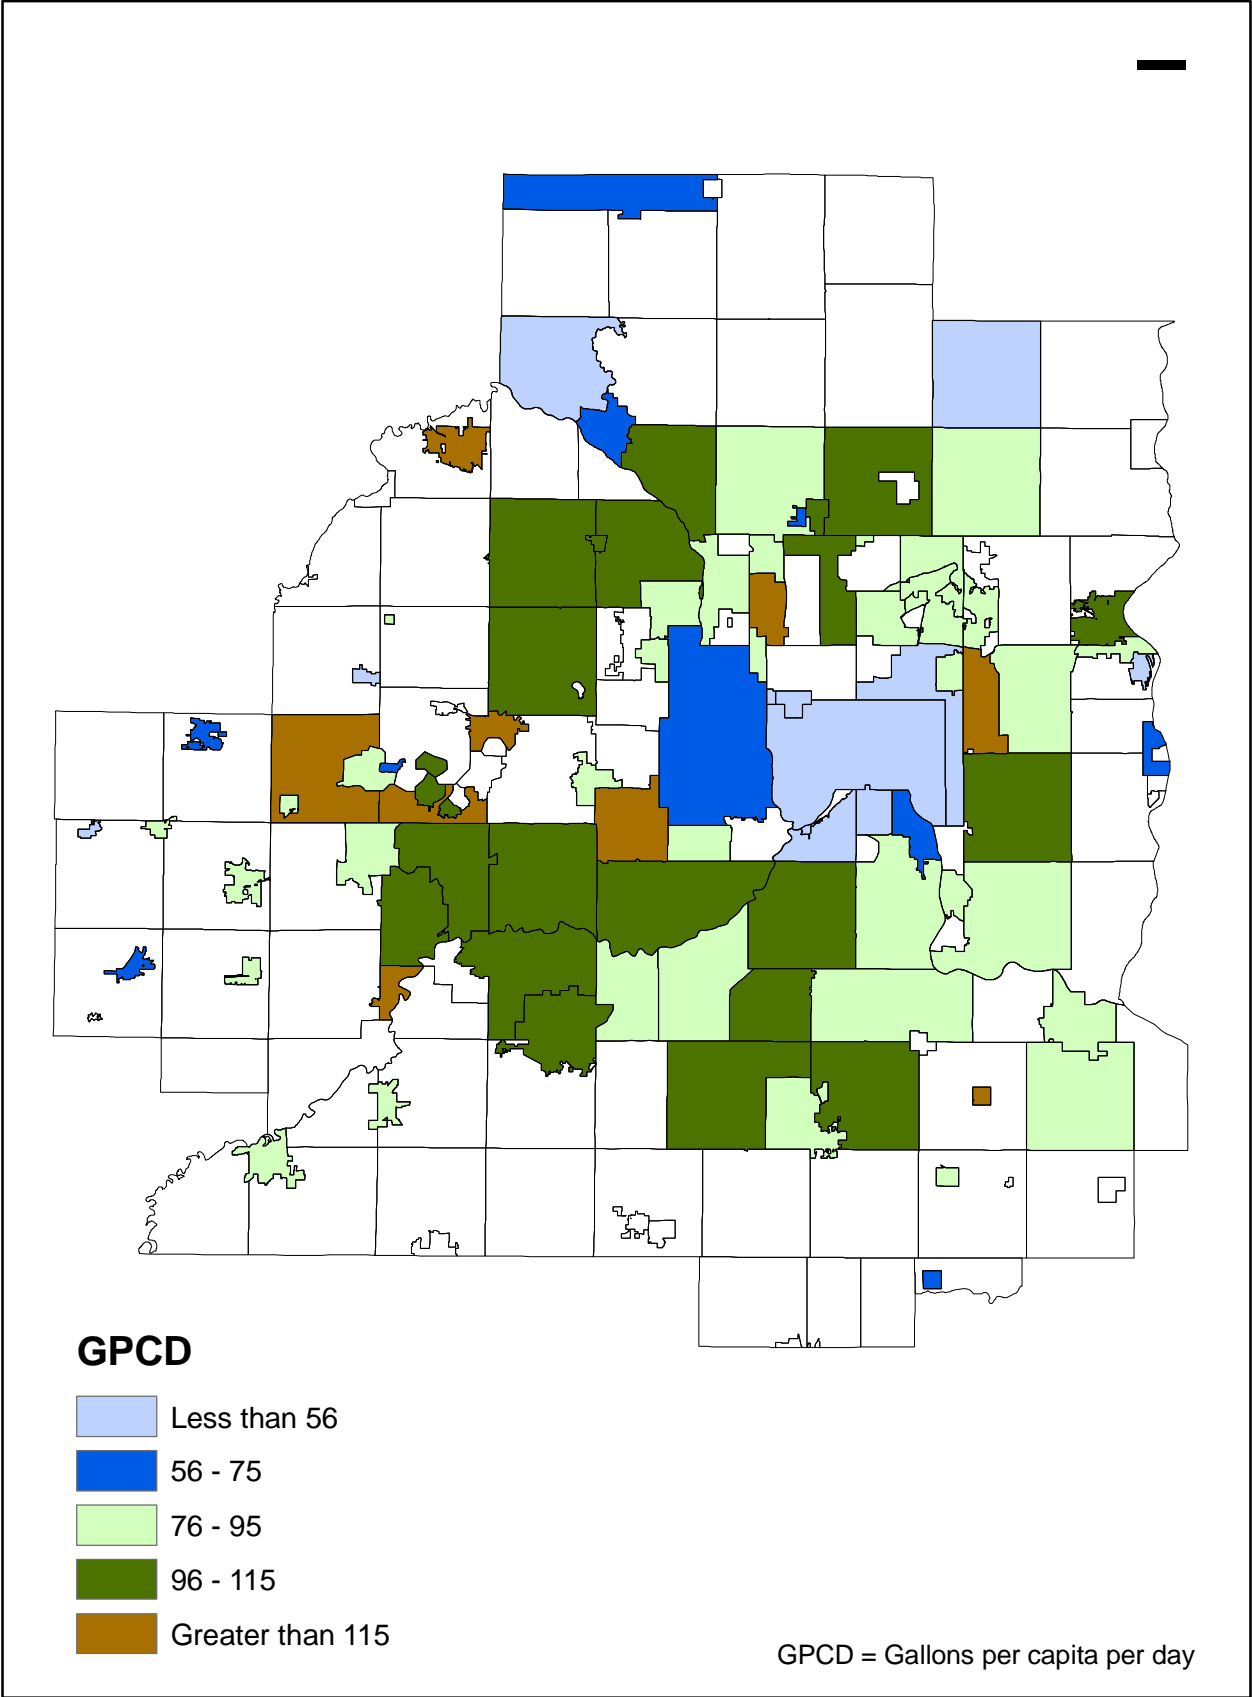 GPCD
Less than 56
56 - 75
76 - 95
96 - 115
Greater than 115
GPCD = Gallons per capita per day